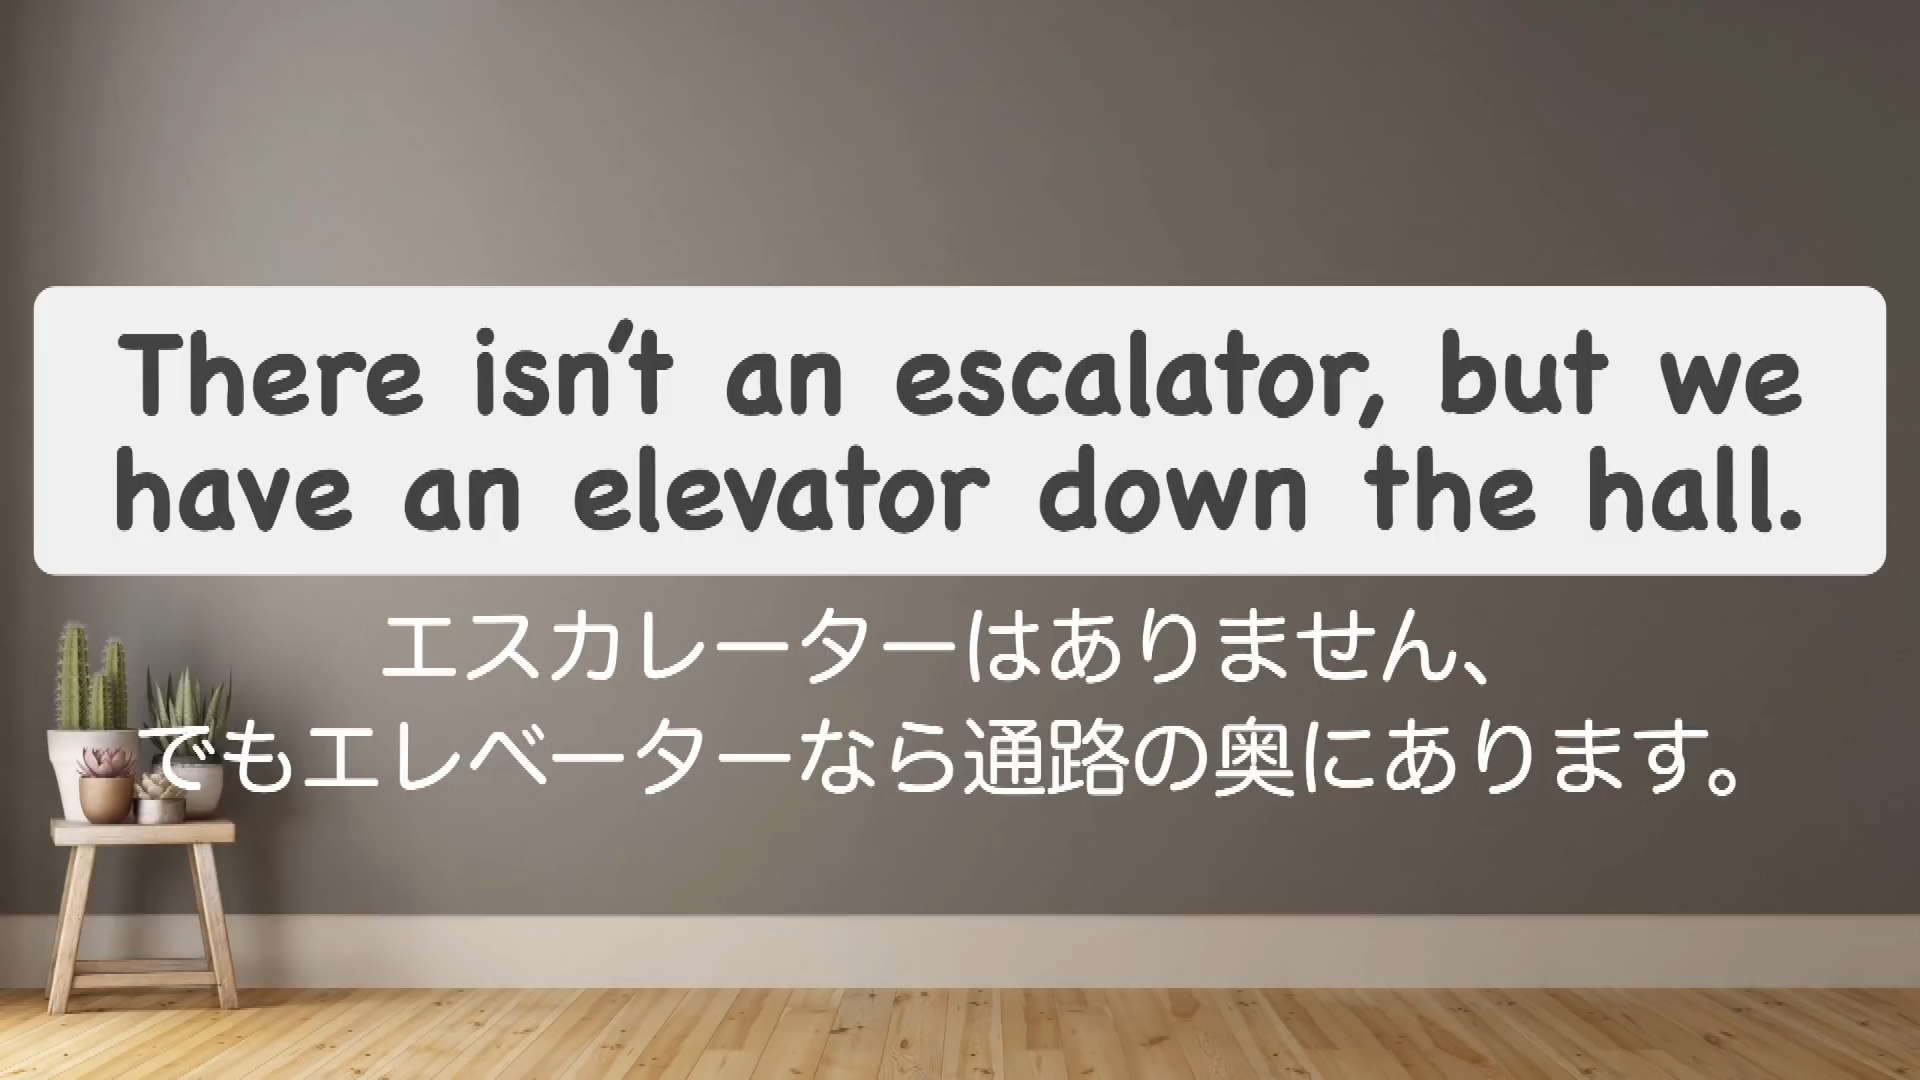 There isn't an escalator, but we
have an elevator down the hall.
エスカレーターはありません、
でもエレベーターなら通路の奥にあります。